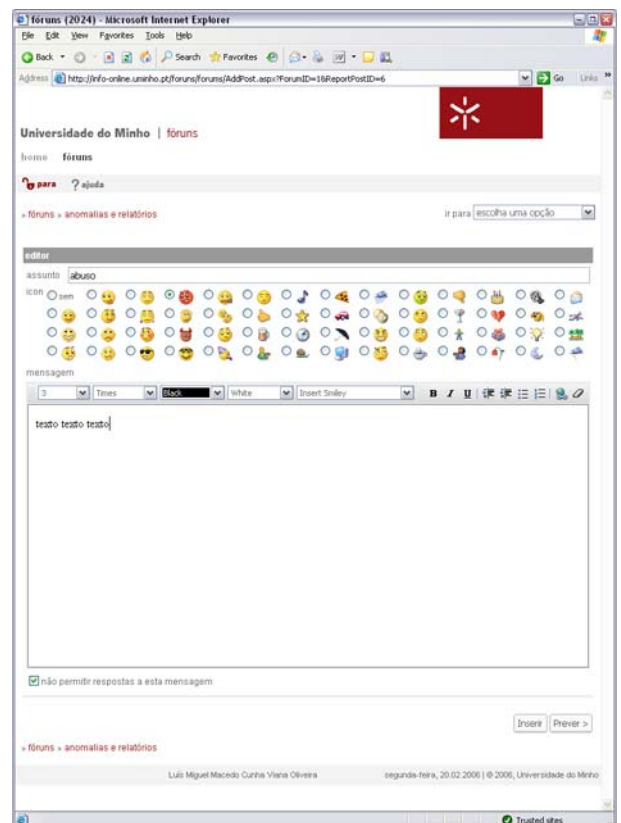 fóruns (2024) - Microsoft Internet Explorer
File Edit View Favorites Tools Help
Back Search Favorites
Address http://info-online.uminho.pt/foruns/forums/AddPost.aspx?ForumID=16ReportPostID=6 Go Links »
Universidade do Minho | fóruns
home fóruns
para ? ajuda
» fóruns » anomalias e relatórios ir para escolha uma opção
editor
assunto abuso
icon sem
mensagem
3 Times Black White Insert Smiley B I U
texto texto texto
não permitir respostas a esta mensagem
Inserir Prever >
» fóruns » anomalias e relatórios
Luís Miguel Macedo Cunha Viana Oliveira segunda-feira, 20.02.2006 | © 2006, Universidade do Minho
Trusted sites